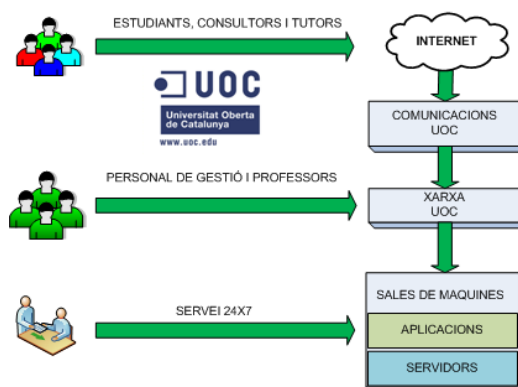 ESTUDIANTS, CONSULTORS I TUTORS
INTERNET
UOC
Universitat Oberta
de Catalunya
www.uoc.edu
COMUNICACIONS
UOC
PERSONAL DE GESTIÓ I PROFESSORS
XARXA
UOC
SALES DE MAQUINES
SERVEI 24X7
APLICACIONS
SERVIDORS